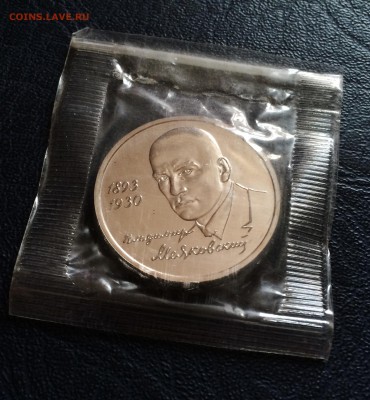 COINS.LAVE.RU
1893
1930
Владимир
Маяковский